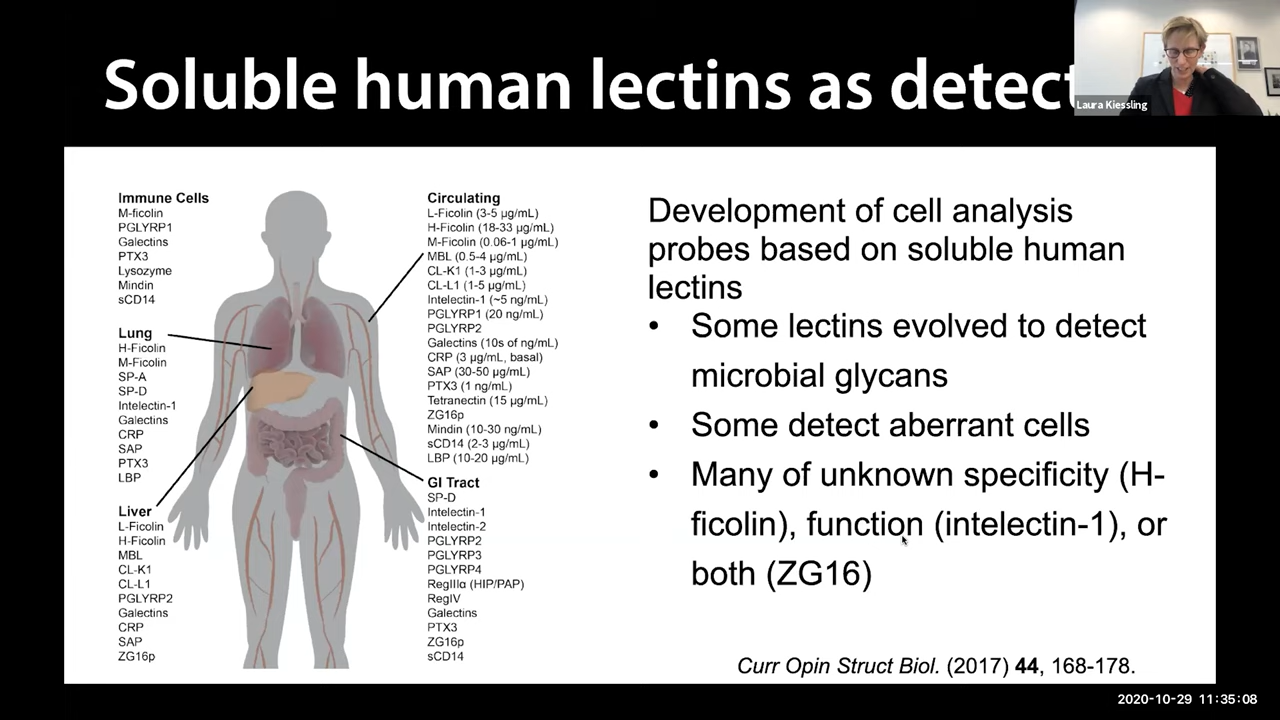 Soluble human lectins as detect
Laura Kiessling
Immune Cells
M-ficolin
PGLYRP1
Galectins
PTX3
Lysozyme
Mindin
sCD14
Lung
H-Ficolin
M-Ficolin
SP-A
SP-D
Intelectin-1
Galectins
CRP
SAP
PTX3
LBP
Liver
L-Ficolin
H-Ficolin
MBL
CL-K1
CL-L1
PGLYRP2
Galectins
CRP
SAP
ZG16p
Circulating
L-Ficolin (3-5 µg/mL)
H-Ficolin (18-33 µg/mL)
M-Ficolin (0.06-1 µg/mL)
MBL (0.5-4 µg/mL)
CL-K1 (1-3 µg/mL)
CL-L1 (1-5 µg/mL)
Intelectin-1 (~5 ng/mL)
PGLYRP1 (20 ng/mL)
PGLYRP2
Galectins (10s of ng/mL)
CRP (3 µg/mL, basal)
SAP (30-50 µg/mL)
PTX3 (1 ng/mL)
Tetranectin (15 µg/mL)
ZG16p
Mindin (10-30 ng/mL)
sCD14 (2-3 µg/mL)
LBP (10-20 µg/mL)
GI Tract
SP-D
Intelectin-1
Intelectin-2
PGLYRP2
PGLYRP3
PGLYRP4
RegIIIα (HIP/PAP)
RegIV
Galectins
PTX3
ZG16p
sCD14
Development of cell analysis
probes based on soluble human
lectins
• Some lectins evolved to detect
microbial glycans
• Some detect aberrant cells
• Many of unknown specificity (H-
ficolin), function (intelectin-1), or
both (ZG16)
Curr Opin Struct Biol. (2017) 44, 168-178.
2020-10-29 11:35:08